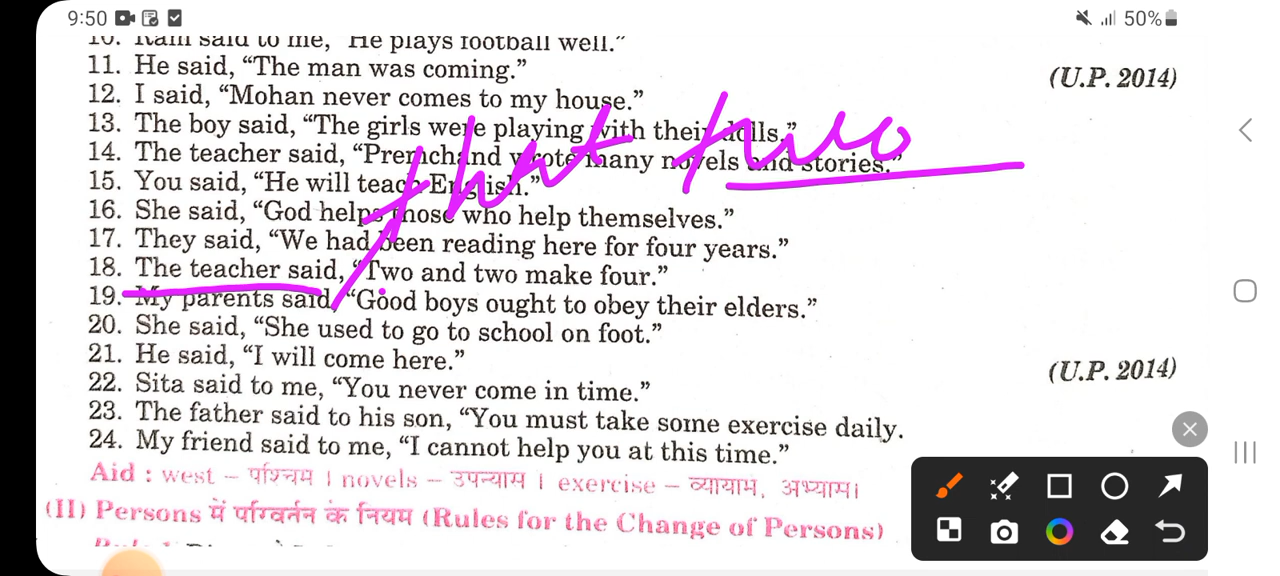 9:50 50%
10. Ram said to me, "He plays football well."
11. He said, "The man was coming." (U.P. 2014)
12. I said, "Mohan never comes to my house."
13. The boy said, "The girls were playing with their dolls."
14. The teacher said, "Premchand wrote many novels and stories."
15. You said, "He will teach English."
16. She said, "God helps those who help themselves."
17. They said, "We had been reading here for four years."
18. The teacher said, "Two and two make four."
that two
19. My parents said, "Good boys ought to obey their elders."
20. She said, "She used to go to school on foot."
21. He said, "I will come here." (U.P. 2014)
22. Sita said to me, "You never come in time."
23. The father said to his son, "You must take some exercise daily.
24. My friend said to me, "I cannot help you at this time."
Aid : west – पश्चिम । novels – उपन्यास । exercise – व्यायाम, अभ्यास।
(II) Persons में परिवर्तन के नियम (Rules for the Change of Persons)